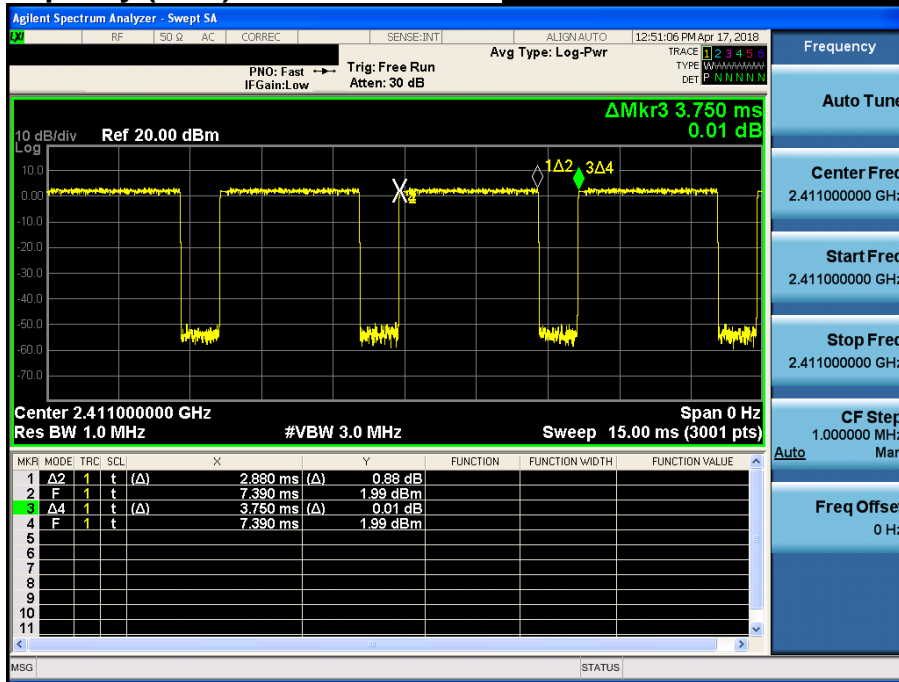 Agilent Spectrum Analyzer - Swept SA
LXI RF 50 Ω AC CORREC SENSE:INT ALIGNAUTO 12:51:06 PM Apr 17, 2018
Avg Type: Log-Pwr TRACE 1 2 3 4 5 6
PNO: Fast Trig: Free Run TYPE WWWWWW
IFGain:Low Atten: 30 dB DET P N N N N N
Frequency
Auto Tune
Center Freq
2.411000000 GHz
Start Freq
2.411000000 GHz
Stop Freq
2.411000000 GHz
CF Step
1.000000 MHz
Auto Man
Freq Offset
0 Hz
ΔMkr3 3.750 ms
0.01 dB
10 dB/div Ref 20.00 dBm
Log
1Δ2 3Δ4
10.0
0.00
-10.0
-20.0
-30.0
-40.0
-50.0
-60.0
-70.0
Center 2.411000000 GHz Span 0 Hz
Res BW 1.0 MHz #VBW 3.0 MHz Sweep 15.00 ms (3001 pts)
MKR MODE TRC SCL X Y FUNCTION FUNCTION WIDTH FUNCTION VALUE
1 Δ2 1 t (Δ) 2.880 ms (Δ) 0.88 dB
2 F 1 t 7.390 ms 1.99 dBm
3 Δ4 1 t (Δ) 3.750 ms (Δ) 0.01 dB
4 F 1 t 7.390 ms 1.99 dBm
5
6
7
8
9
10
11
MSG STATUS